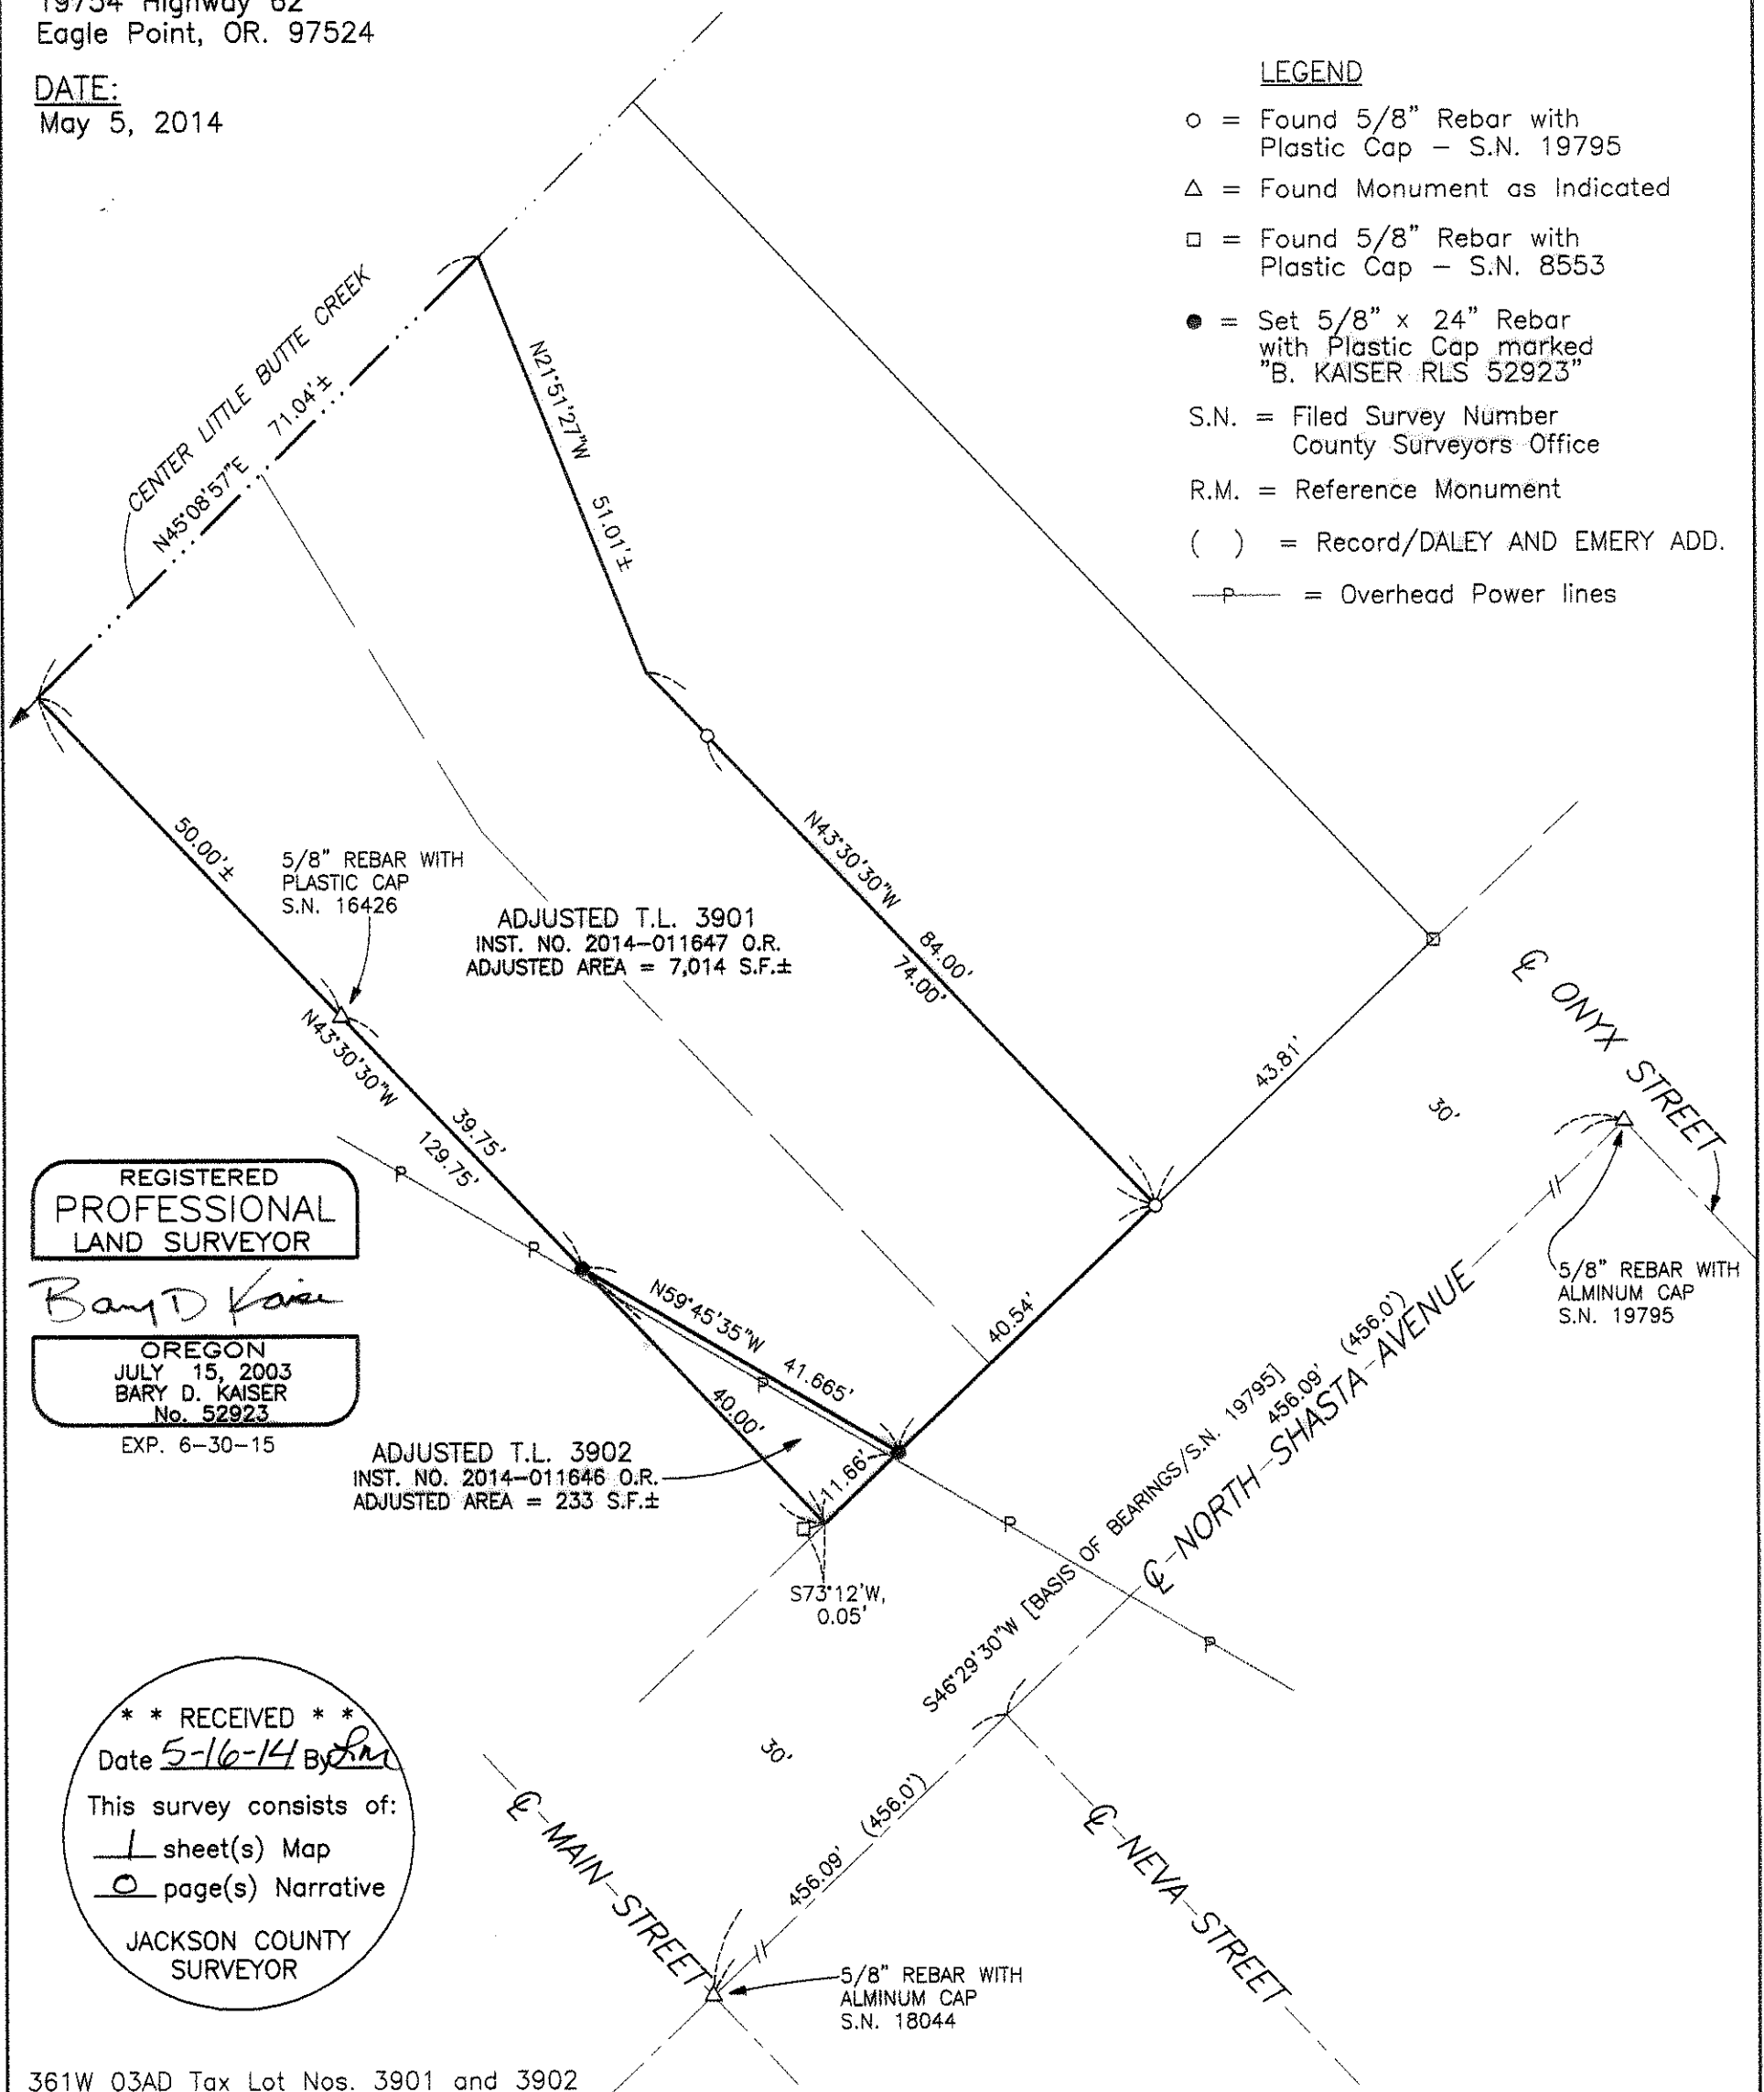 19754 Highway 62
Eagle Point, OR. 97524
DATE:
May 5, 2014
LEGEND
○ = Found 5/8" Rebar with
Plastic Cap – S.N. 19795
△ = Found Monument as Indicated
□ = Found 5/8" Rebar with
Plastic Cap – S.N. 8553
● = Set 5/8" x 24" Rebar
with Plastic Cap marked
"B. KAISER RLS 52923"
S.N. = Filed Survey Number
County Surveyors Office
R.M. = Reference Monument
( ) = Record/DALEY AND EMERY ADD.
—P— = Overhead Power lines
CENTER LITTLE BUTTE CREEK
N45°08'57"E 71.04'±
N21°51'27"W 51.01'±
50.00'±
5/8" REBAR WITH
PLASTIC CAP
S.N. 16426
ADJUSTED T.L. 3901
INST. NO. 2014-011647 O.R.
ADJUSTED AREA = 7,014 S.F.±
N43°30'30"W 84.00'
74.00'
43.81'
30'
℄ ONYX STREET
N43°30'30"W 39.75'
129.75'
P
P
P
P
P
REGISTERED
PROFESSIONAL
LAND SURVEYOR
Bary D Kaiser
OREGON
JULY 15, 2003
BARY D. KAISER
No. 52923
EXP. 6-30-15
N59°45'35"W 41.665'
40.00'
40.54'
11.66'
5/8" REBAR WITH
ALMINUM CAP
S.N. 19795
ADJUSTED T.L. 3902
INST. NO. 2014-011646 O.R.
ADJUSTED AREA = 233 S.F.±
S73°12'W,
0.05'
S46°29'30"W [BASIS OF BEARINGS/S.N. 19795]
456.09' (456.0')
℄ NORTH SHASTA AVENUE
30'
456.09' (456.0')
℄ MAIN STREET
℄ NEVA STREET
5/8" REBAR WITH
ALMINUM CAP
S.N. 18044
* * RECEIVED * *
Date 5-16-14 By
This survey consists of:
1 sheet(s) Map
0 page(s) Narrative
JACKSON COUNTY
SURVEYOR
361W 03AD Tax Lot Nos. 3901 and 3902